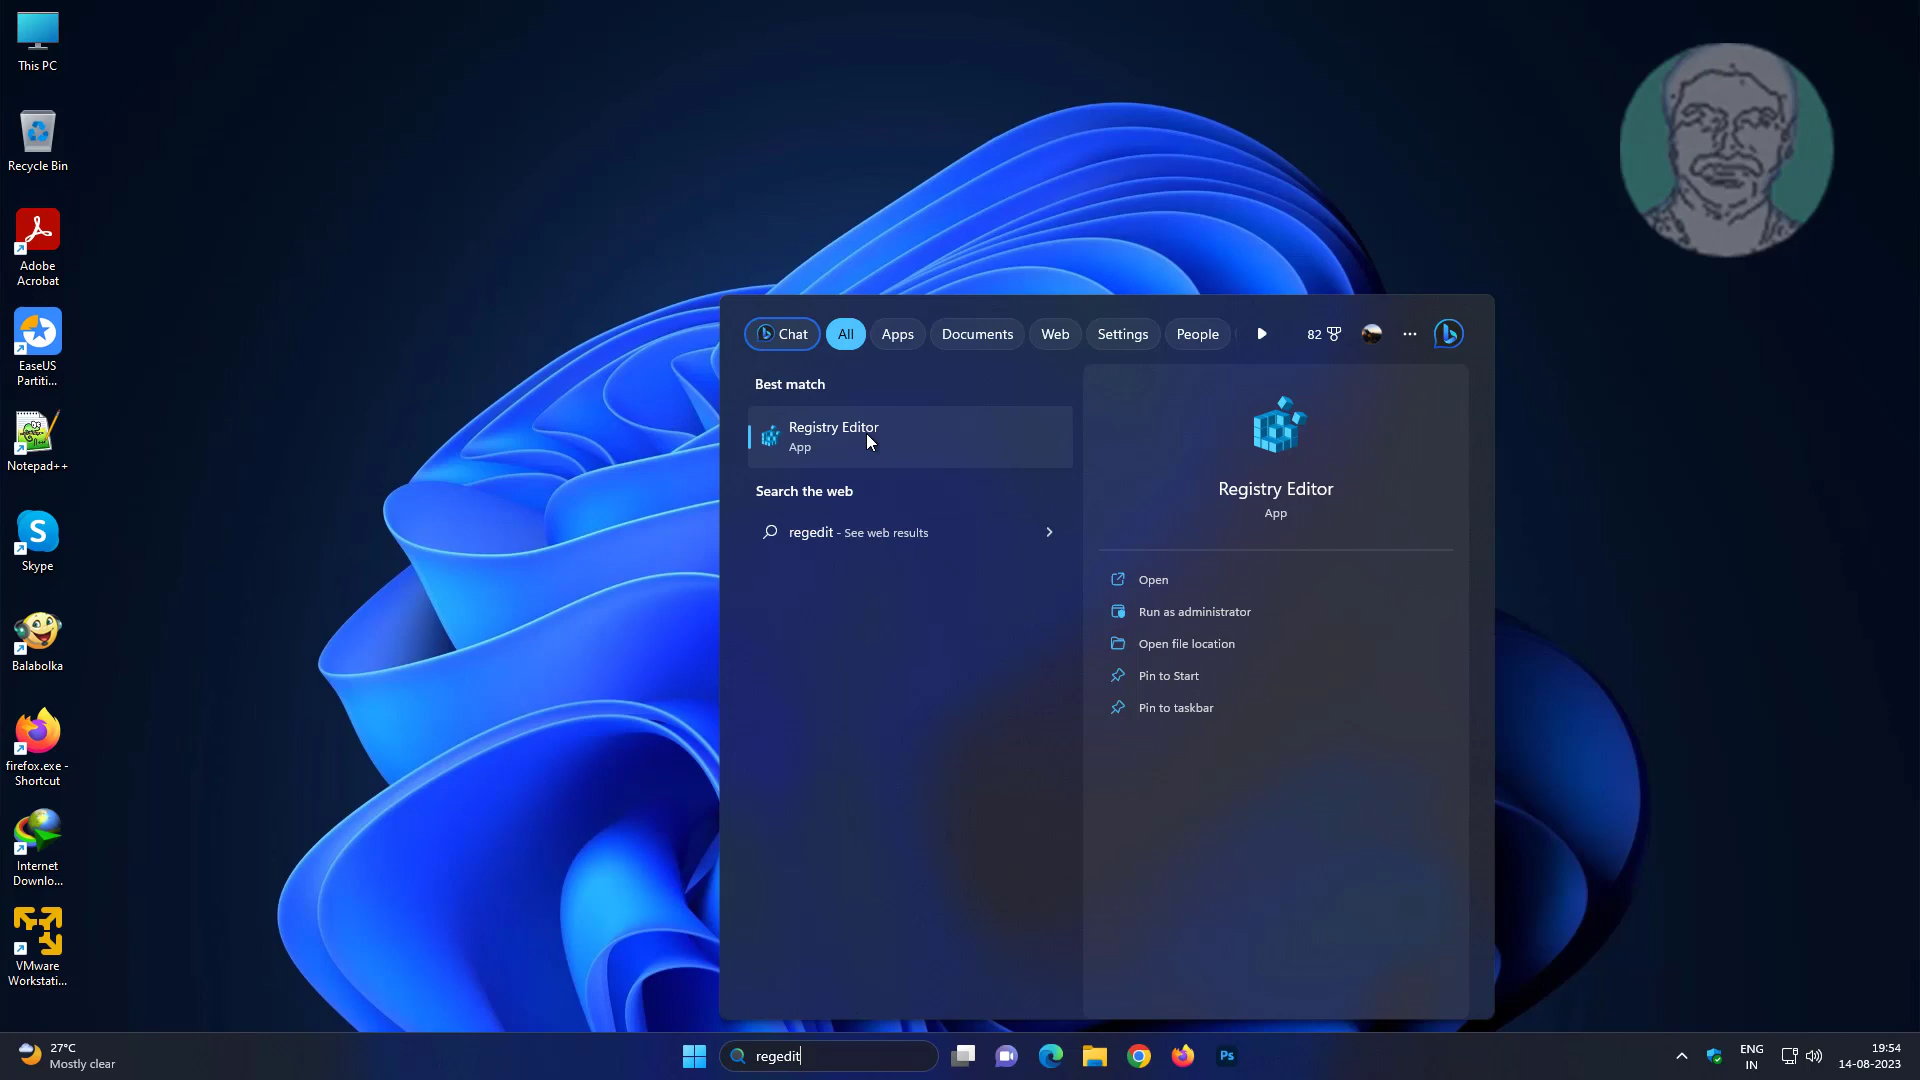 This PC
Recycle Bin
Adobe
Acrobat
EaseUS
Partiti...
Notepad++
Skype
Balabolka
firefox.exe -
Shortcut
Internet
Downlo...
VMware
Workstati...
Chat All Apps Documents Web Settings People 82
Best match
Registry Editor
App
Search the web
regedit - See web results
Registry Editor
App
Open
Run as administrator
Open file location
Pin to Start
Pin to taskbar
27°C
Mostly clear
regedit
Ps
ENG
IN
19:54
14-08-2023